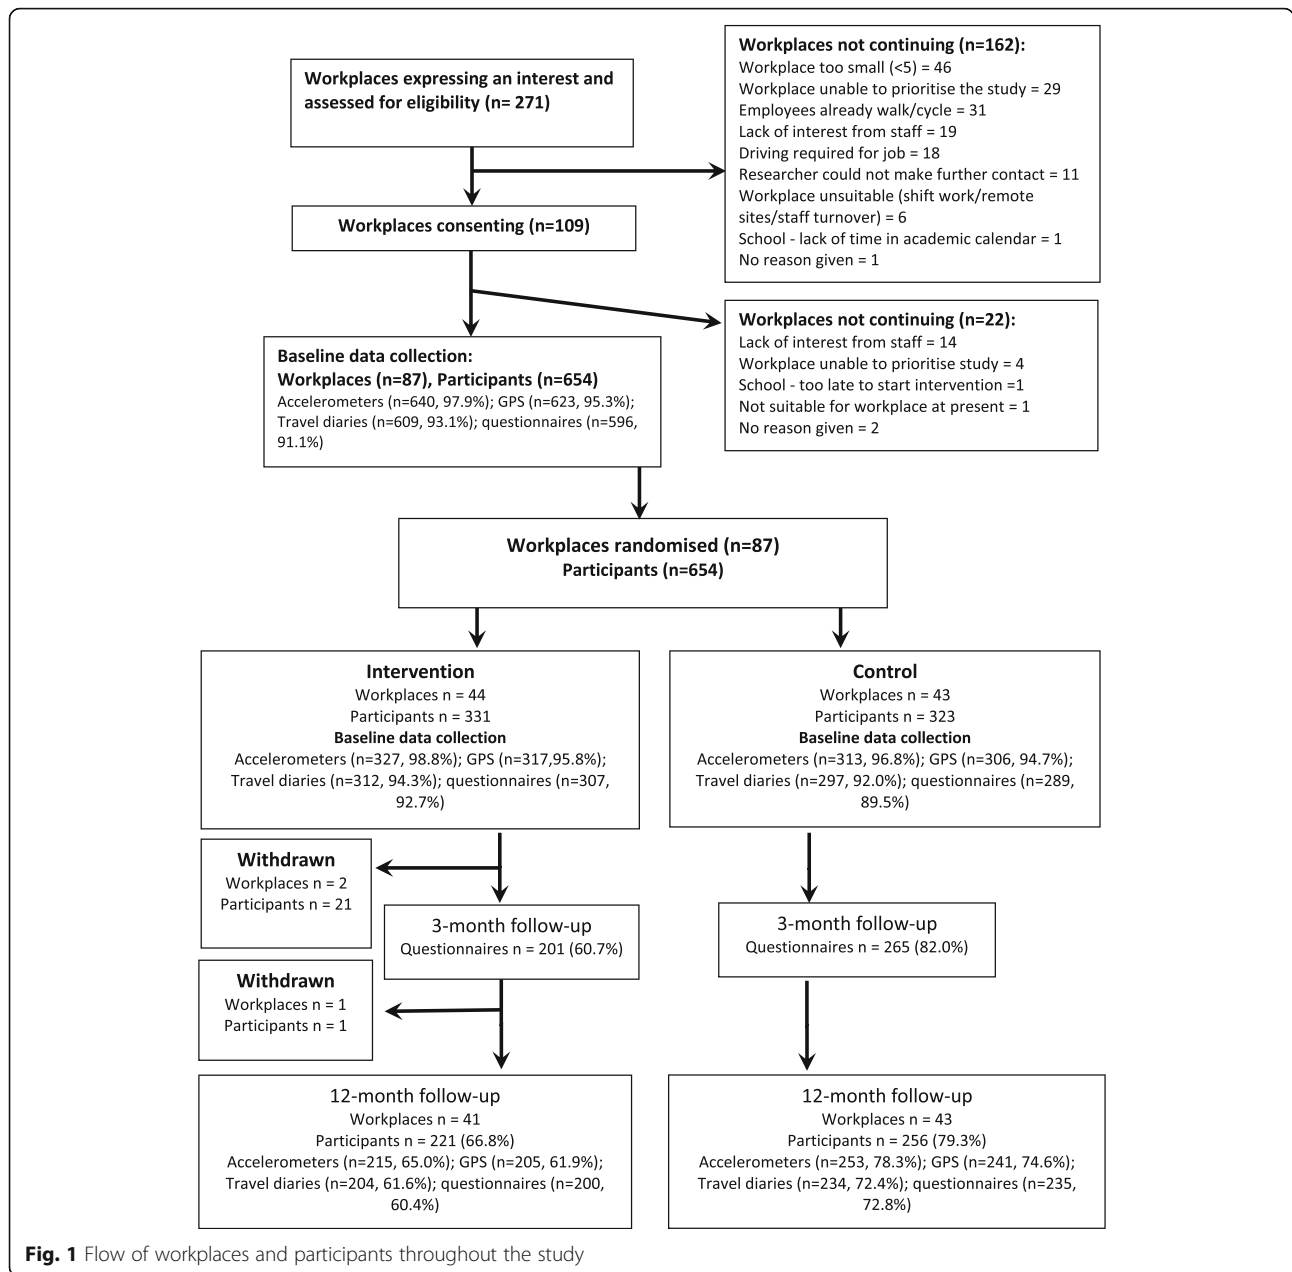 Workplaces expressing an interest and
assessed for eligibility (n= 271)
Workplaces not continuing (n=162):
Workplace too small (<5) = 46
Workplace unable to prioritise the study = 29
Employees already walk/cycle = 31
Lack of interest from staff = 19
Driving required for job = 18
Researcher could not make further contact = 11
Workplace unsuitable (shift work/remote
sites/staff turnover) = 6
School - lack of time in academic calendar = 1
No reason given = 1
Workplaces consenting (n=109)
Workplaces not continuing (n=22):
Lack of interest from staff = 14
Workplace unable to prioritise study = 4
School - too late to start intervention =1
Not suitable for workplace at present = 1
No reason given = 2
Baseline data collection:
Workplaces (n=87), Participants (n=654)
Accelerometers (n=640, 97.9%); GPS (n=623, 95.3%);
Travel diaries (n=609, 93.1%); questionnaires (n=596,
91.1%)
Workplaces randomised (n=87)
Participants (n=654)
Intervention
Workplaces n = 44
Participants n = 331
Baseline data collection
Accelerometers (n=327, 98.8%); GPS (n=317,95.8%);
Travel diaries (n=312, 94.3%); questionnaires (n=307,
92.7%)
Control
Workplaces n = 43
Participants n = 323
Baseline data collection
Accelerometers (n=313, 96.8%); GPS (n=306, 94.7%);
Travel diaries (n=297, 92.0%); questionnaires (n=289,
89.5%)
Withdrawn
Workplaces n = 2
Participants n = 21
3-month follow-up
Questionnaires n = 201 (60.7%)
3-month follow-up
Questionnaires n = 265 (82.0%)
Withdrawn
Workplaces n = 1
Participants n = 1
12-month follow-up
Workplaces n = 41
Participants n = 221 (66.8%)
Accelerometers (n=215, 65.0%); GPS (n=205, 61.9%);
Travel diaries (n=204, 61.6%); questionnaires (n=200,
60.4%)
12-month follow-up
Workplaces n = 43
Participants n = 256 (79.3%)
Accelerometers (n=253, 78.3%); GPS (n=241, 74.6%);
Travel diaries (n=234, 72.4%); questionnaires (n=235,
72.8%)
Fig. 1 Flow of workplaces and participants throughout the study